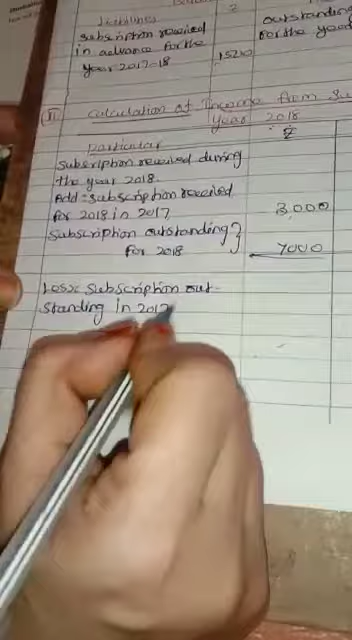 Liabilities ₹
subscription received outstanding
in advance for the for the year
year 2017-18 15210
(II) Calculation of Income from Su
year 2018
particular ₹
Subscription received during
the year 2018.
Add:- subscription received
for 2018 in 2017 3,000
Subscription outstanding }
for 2018 7000
Less: Subscription out-
standing in 2017